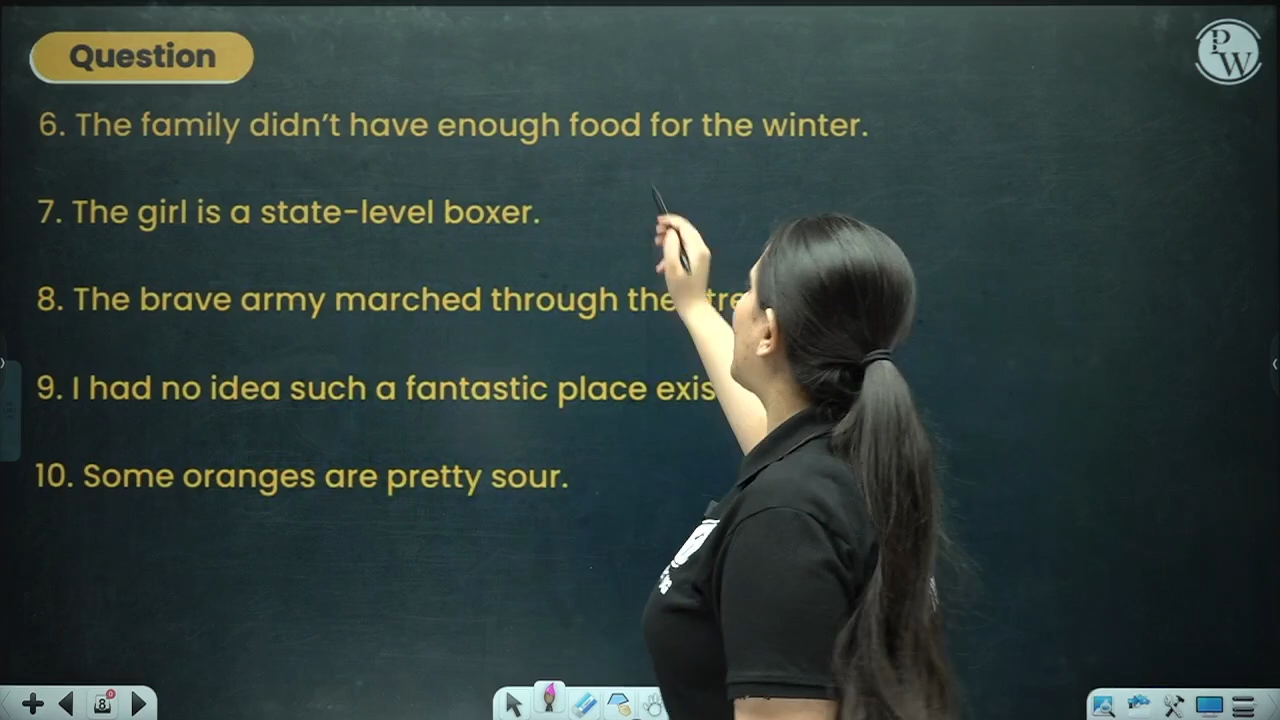 Question
PW
6. The family didn't have enough food for the winter.
7. The girl is a state-level boxer.
8. The brave army marched through the
9. I had no idea such a fantastic place
10. Some oranges are pretty sour.
8